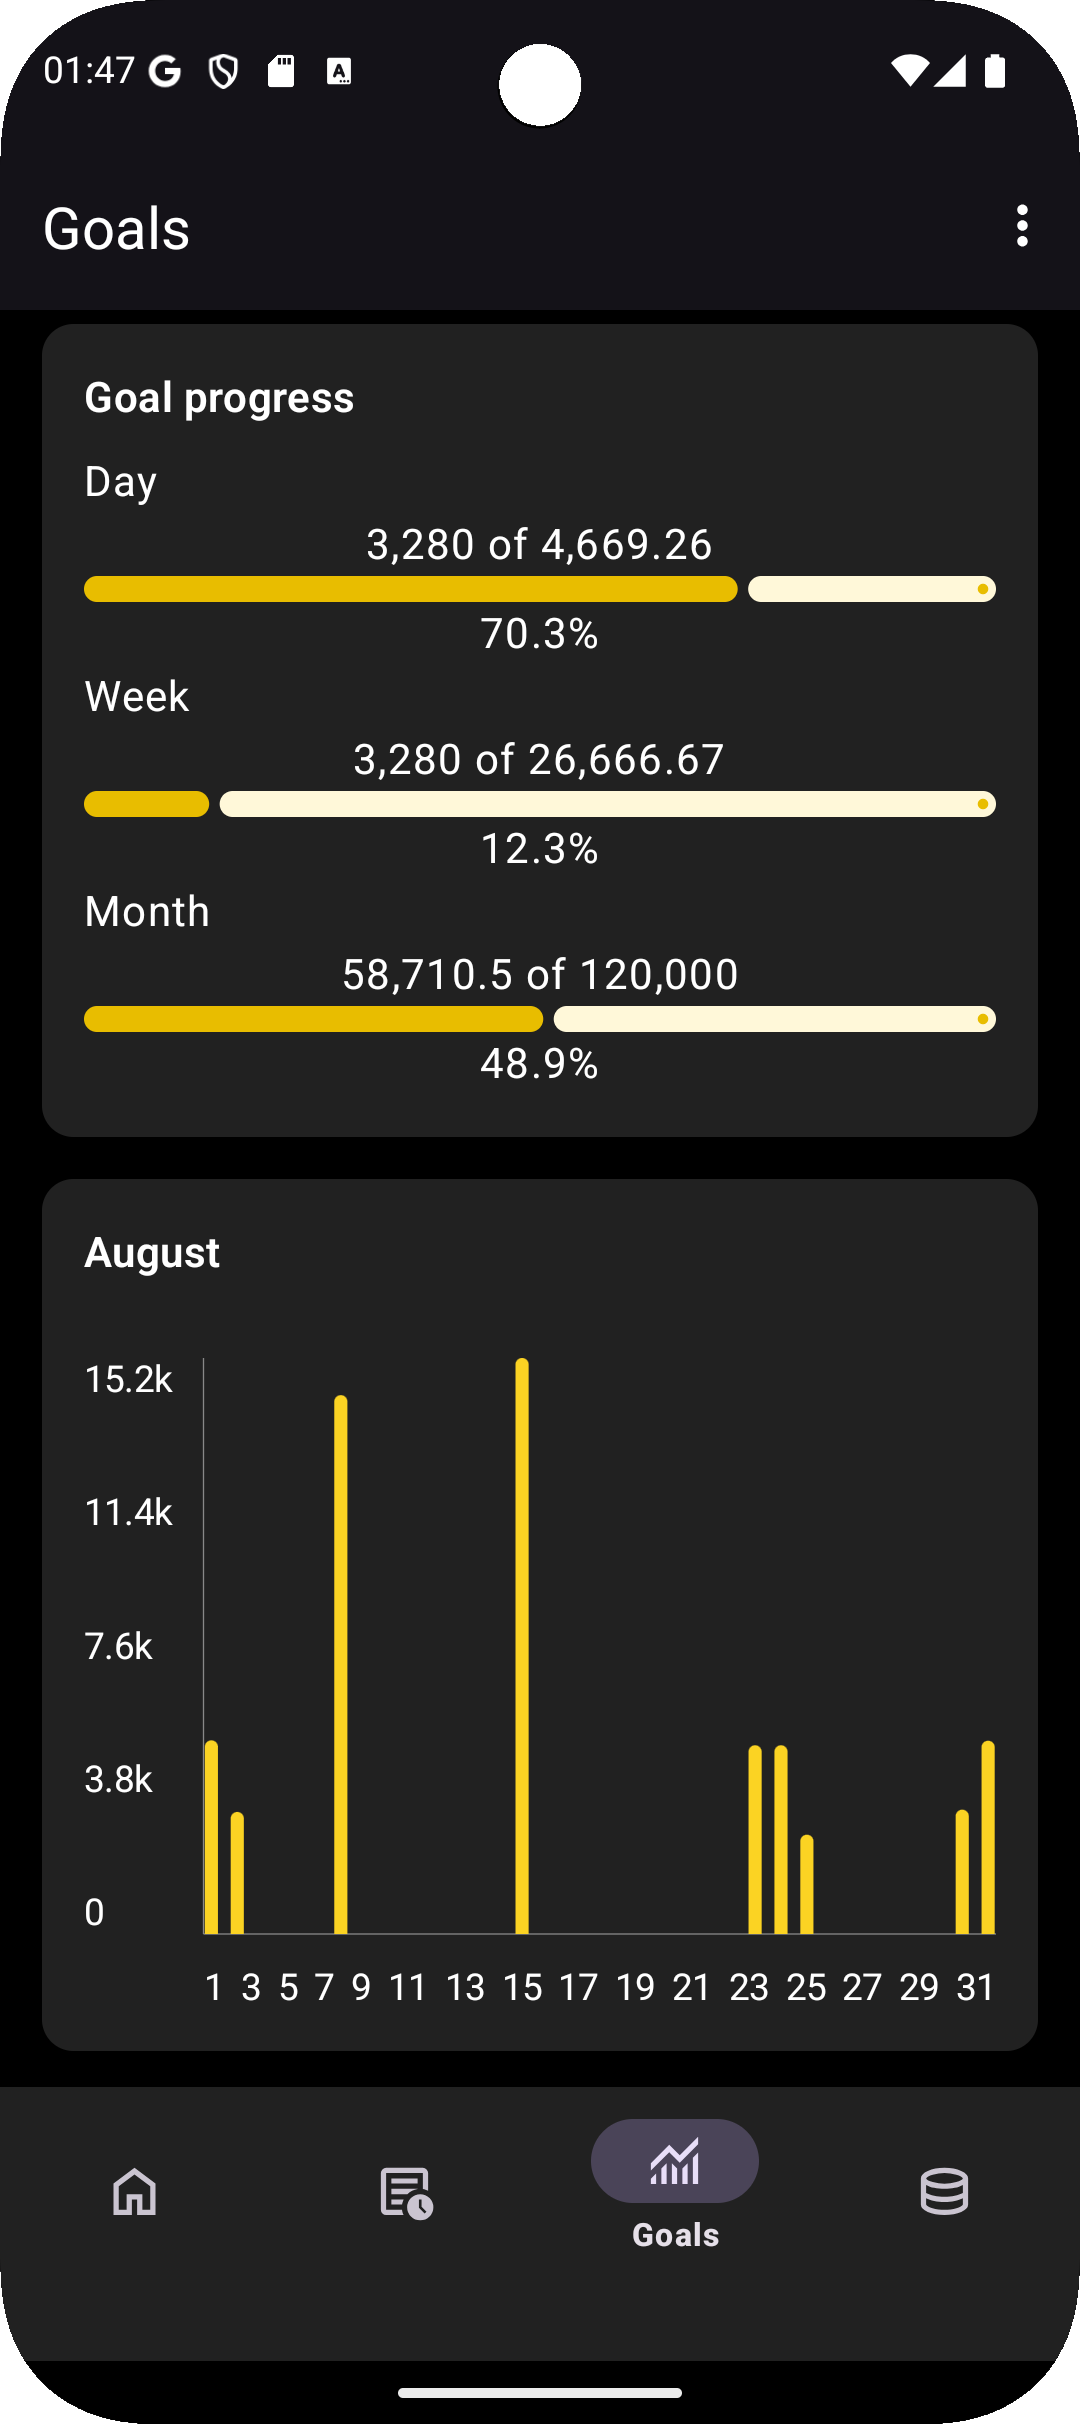 01:47
Goals
Goal progress
Day
3,280 of 4,669.26
70.3%
Week
3,280 of 26,666.67
12.3%
Month
58,710.5 of 120,000
48.9%
August
15.2k
11.4k
7.6k
3.8k
0
1 3 5 7 9 11 13 15 17 19 21 23 25 27 29 31
Goals